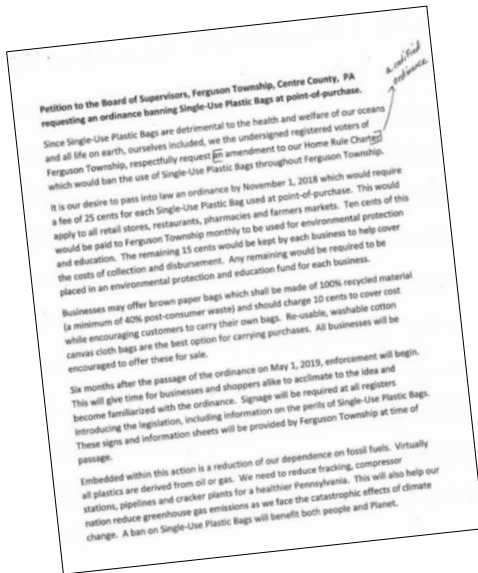 a codified
ordinance
Petition to the Board of Supervisors, Ferguson Township, Centre County, PA
requesting an ordinance banning Single-Use Plastic Bags at point-of-purchase.
Since Single-Use Plastic Bags are detrimental to the health and welfare of our oceans
and all life on earth, ourselves included, we the undersigned registered voters of
Ferguson Township, respectfully request an amendment to our Home Rule Charter
which would ban the use of Single-Use Plastic Bags throughout Ferguson Township.
It is our desire to pass into law an ordinance by November 1, 2018 which would require
a fee of 25 cents for each Single-Use Plastic Bag used at point-of-purchase. This would
apply to all retail stores, restaurants, pharmacies and farmers markets. Ten cents of this
would be paid to Ferguson Township monthly to be used for environmental protection
and education. The remaining 15 cents would be kept by each business to help cover
the costs of collection and disbursement. Any remaining would be required to be
placed in an environmental protection and education fund for each business.
Businesses may offer brown paper bags which shall be made of 100% recycled material
(a minimum of 40% post-consumer waste) and should charge 10 cents to cover cost
while encouraging customers to carry their own bags. Re-usable, washable cotton
canvas cloth bags are the best option for carrying purchases. All businesses will be
encouraged to offer these for sale.
Six months after the passage of the ordinance on May 1, 2019, enforcement will begin.
This will give time for businesses and shoppers alike to acclimate to the idea and
become familiarized with the ordinance. Signage will be required at all registers
introducing the legislation, including information on the perils of Single-Use Plastic Bags.
These signs and information sheets will be provided by Ferguson Township at time of
passage.
Embedded within this action is a reduction of our dependence on fossil fuels. Virtually
all plastics are derived from oil or gas. We need to reduce fracking, compressor
stations, pipelines and cracker plants for a healthier Pennsylvania. This will also help our
nation reduce greenhouse gas emissions as we face the catastrophic effects of climate
change. A ban on Single-Use Plastic Bags will benefit both people and Planet.